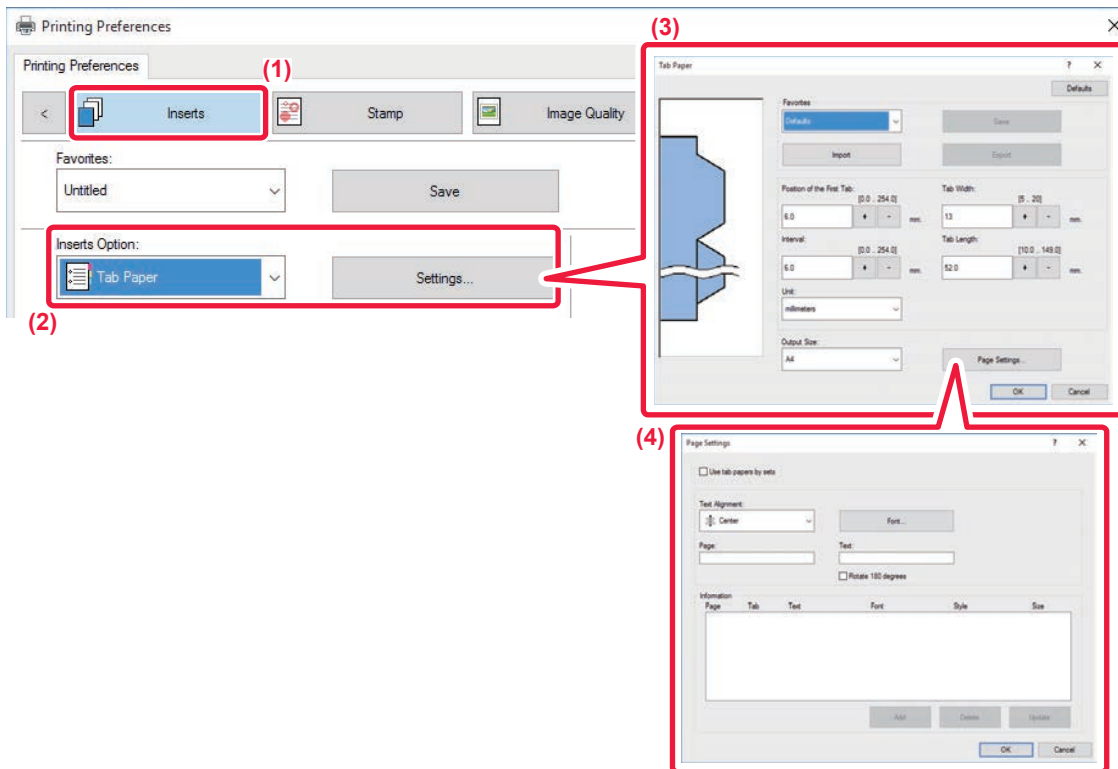 Printing Preferences
Printing Preferences
(1)
< Inserts Stamp Image Quality
Favorites:
Untitled Save
Inserts Option:
Tab Paper Settings...
(2)
(3)
Tab Paper ? ×
Defaults
Favorites
Defaults Save
Import Export
Position of the First Tab: Tab Width:
[0.0 .. 254.0] [5 .. 20]
6.0 + - mm. 13 + - mm.
Interval: Tab Length:
[0.0 .. 254.0] [10.0 .. 149.0]
6.0 + - mm. 52.0 + - mm.
Unit:
millimeters
Output Size:
A4 Page Settings...
OK Cancel
(4)
Page Settings ? ×
Use tab papers by sets
Text Alignment:
Center Font...
Page: Text:
Rotate 180 degrees
Information
Page Tab Text Font Style Size
Add Delete Update
OK Cancel